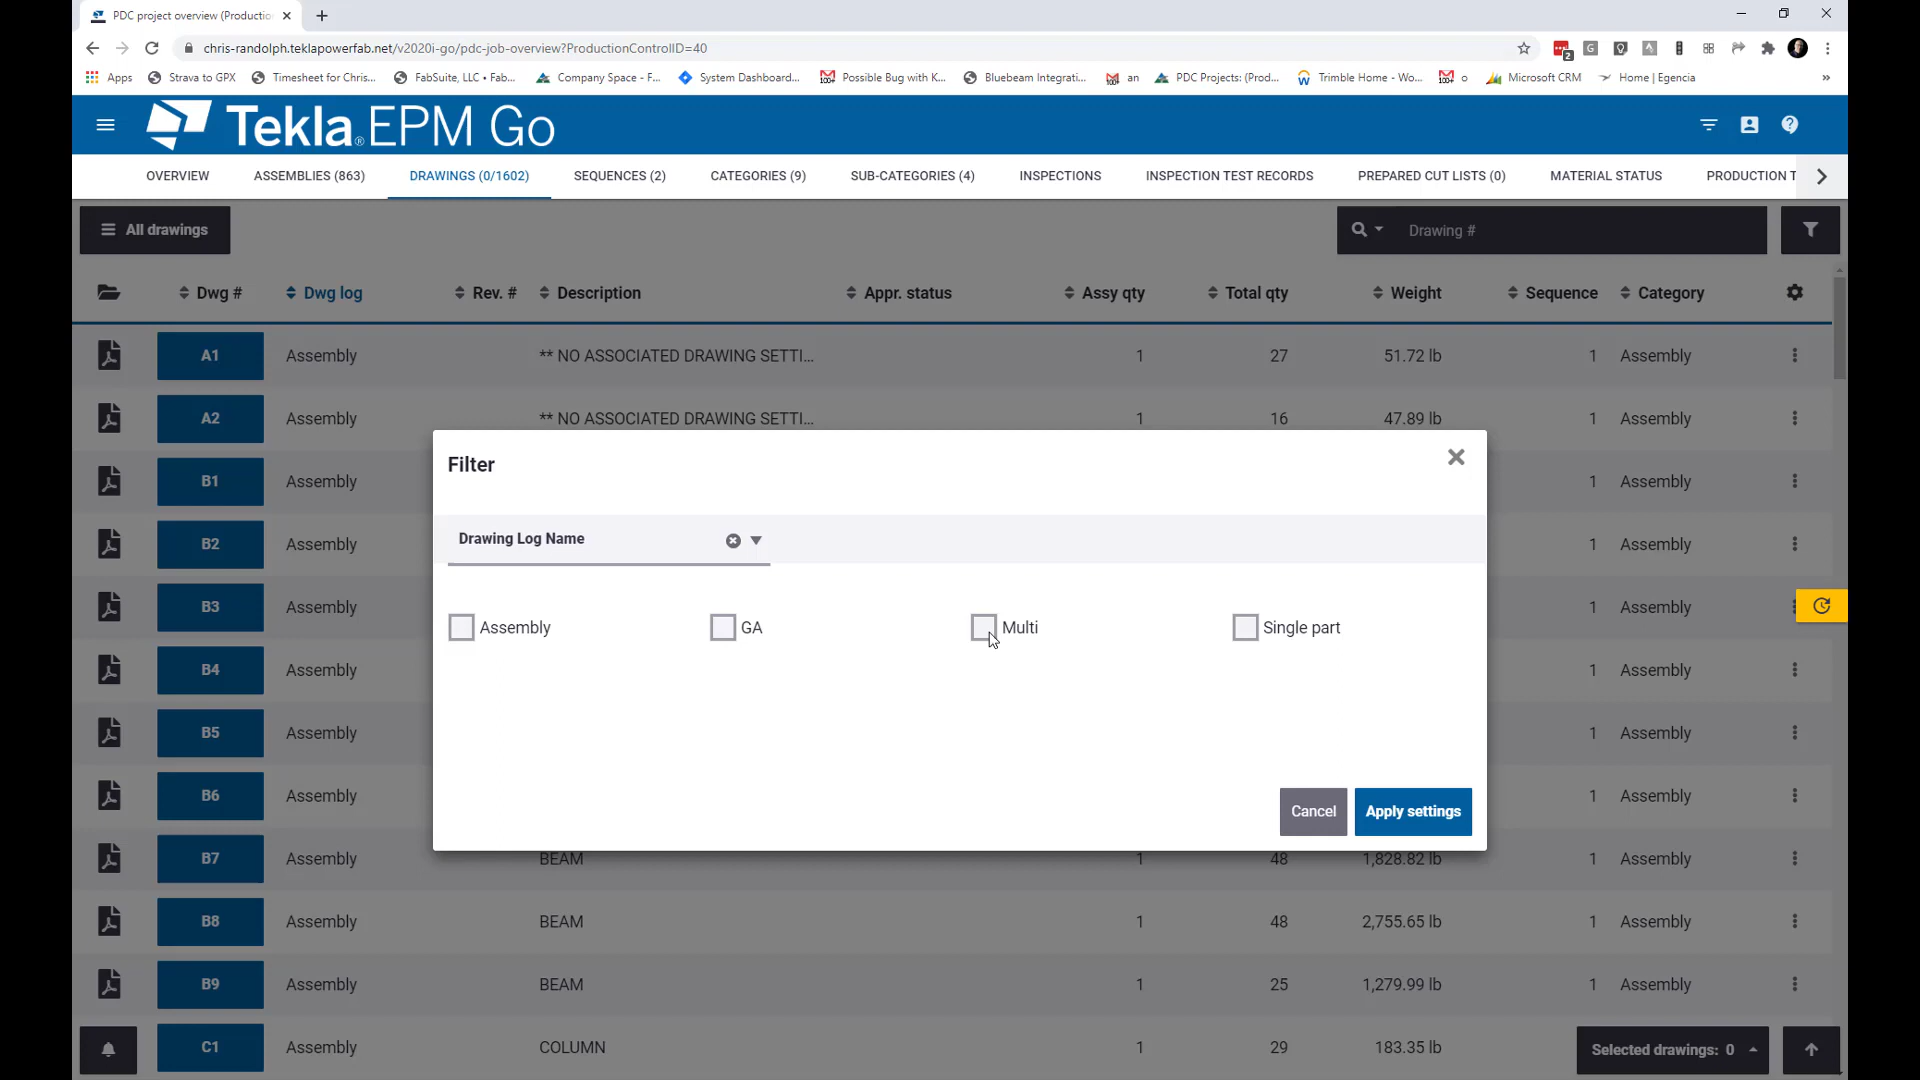 PDC project overview (Productio
chris-randolph.teklapowerfab.net/v2020i-go/pdc-job-overview?ProductionControlID=40
2
Apps
Strava to GPX
Timesheet for Chris...
FabSuite, LLC • Fab...
Company Space - F...
System Dashboard...
100+
Possible Bug with K...
Bluebeam Integrati...
an
PDC Projects: (Prod...
Trimble Home - Wo...
100+
o
Microsoft CRM
Home | Egencia
»
Tekla® EPM Go
OVERVIEW
ASSEMBLIES (863)
DRAWINGS (0/1602)
SEQUENCES (2)
CATEGORIES (9)
SUB-CATEGORIES (4)
INSPECTIONS
INSPECTION TEST RECORDS
PREPARED CUT LISTS (0)
MATERIAL STATUS
PRODUCTION T
All drawings
Drawing #
Dwg # Dwg log Rev. # Description Appr. status Assy qty Total qty Weight Sequence Category
A1 Assembly ** NO ASSOCIATED DRAWING SETTI... 1 27 51.72 lb 1 Assembly
A2 Assembly ** NO ASSOCIATED DRAWING SETTI... 1 16 47.89 lb 1 Assembly
B1 Assembly 1 Assembly
B2 Assembly 1 Assembly
B3 Assembly 1 Assembly
B4 Assembly 1 Assembly
B5 Assembly 1 Assembly
B6 Assembly 1 Assembly
B7 Assembly BEAM 1 48 1,828.82 lb 1 Assembly
B8 Assembly BEAM 1 48 2,755.65 lb 1 Assembly
B9 Assembly BEAM 1 25 1,279.99 lb 1 Assembly
C1 Assembly COLUMN 1 29 183.35 lb
Filter
Drawing Log Name
Assembly
GA
Multi
Single part
Cancel
Apply settings
Selected drawings: 0